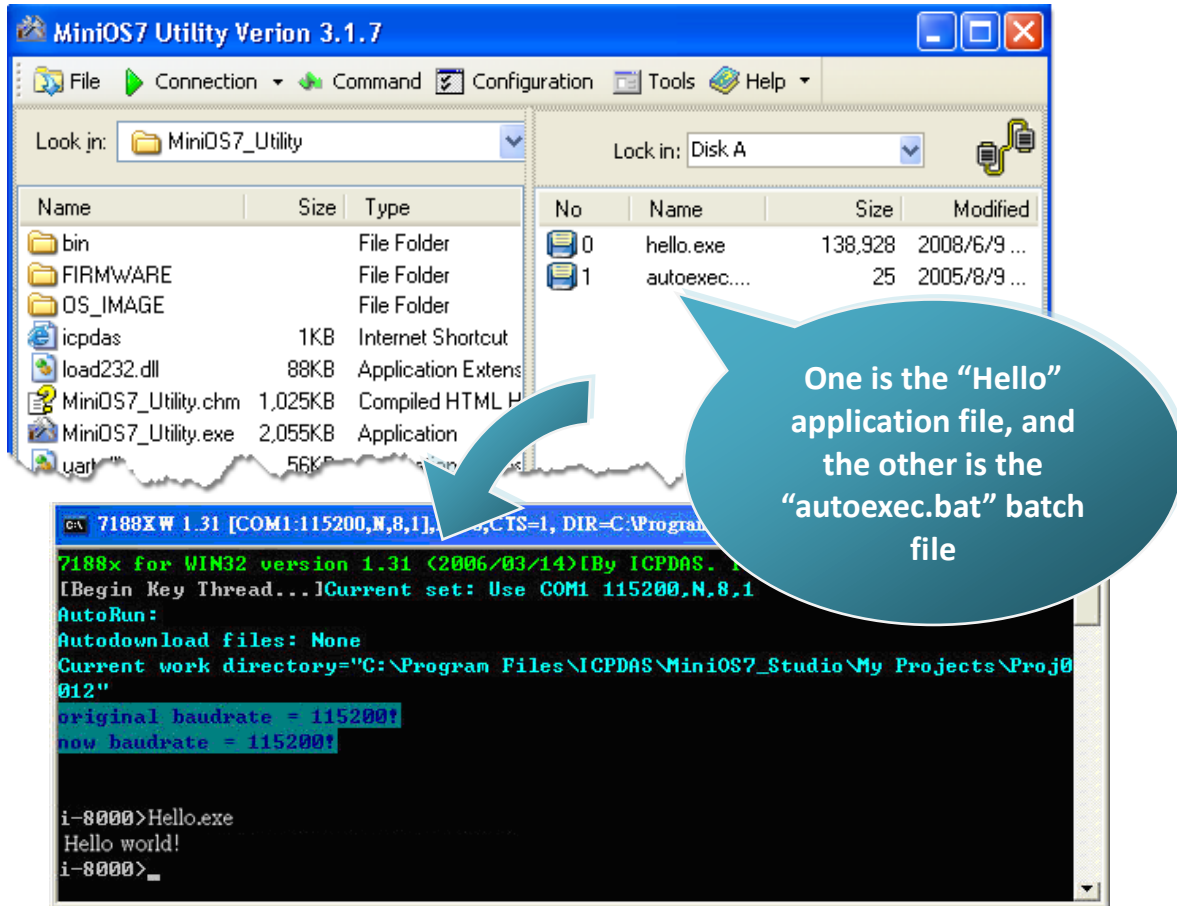 MiniOS7 Utility Verion 3.1.7
File Connection Command Configuration Tools Help
Look in: MiniOS7_Utility
Lock in: Disk A
Name Size Type
bin File Folder
FIRMWARE File Folder
OS_IMAGE File Folder
icpdas 1KB Internet Shortcut
load232.dll 88KB Application Extens
MiniOS7_Utility.chm 1,025KB Compiled HTML H
MiniOS7_Utility.exe 2,055KB Application
56KB
No Name Size Modified
0 hello.exe 138,928 2008/6/9 ...
1 autoexec.... 25 2005/8/9 ...
One is the “Hello”
application file, and
the other is the
“autoexec.bat” batch
file
7188XW 1.31 [COM1:115200,N,8,1], CTS=1, DIR=C:\Program
7188x for WIN32 version 1.31 <2006/03/14>[By ICPDAS.
[Begin Key Thread...]Current set: Use COM1 115200,N,8,1
AutoRun:
Autodownload files: None
Current work directory="C:\Program Files\ICPDAS\MiniOS7_Studio\My Projects\Proj0
012"
original baudrate = 115200!
now baudrate = 115200!
i-8000>Hello.exe
Hello world!
i-8000>_